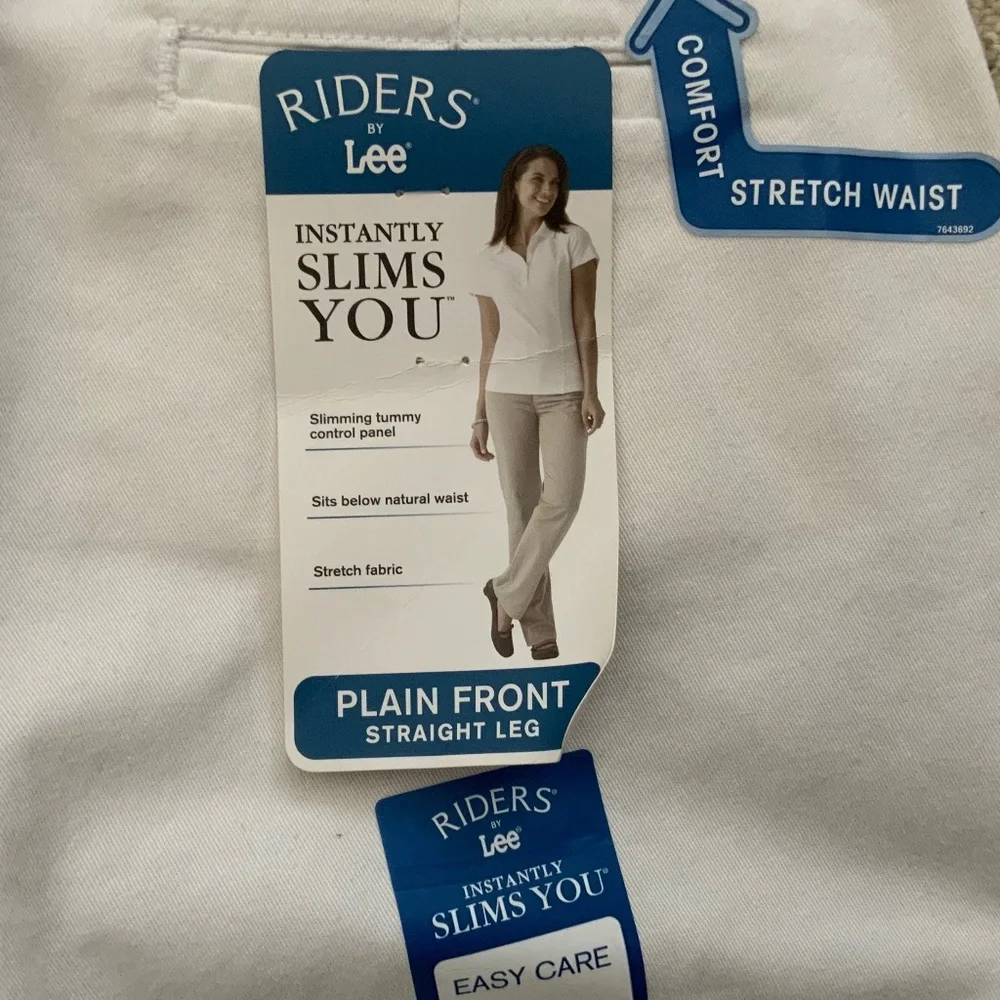 RIDERS®
BY
Lee®
INSTANTLY
SLIMS
YOU™
Slimming tummy
control panel
Sits below natural waist
Stretch fabric
PLAIN FRONT
STRAIGHT LEG
COMFORT
STRETCH WAIST
7643692
RIDERS®
BY
Lee®
INSTANTLY
SLIMS YOU®
EASY CARE